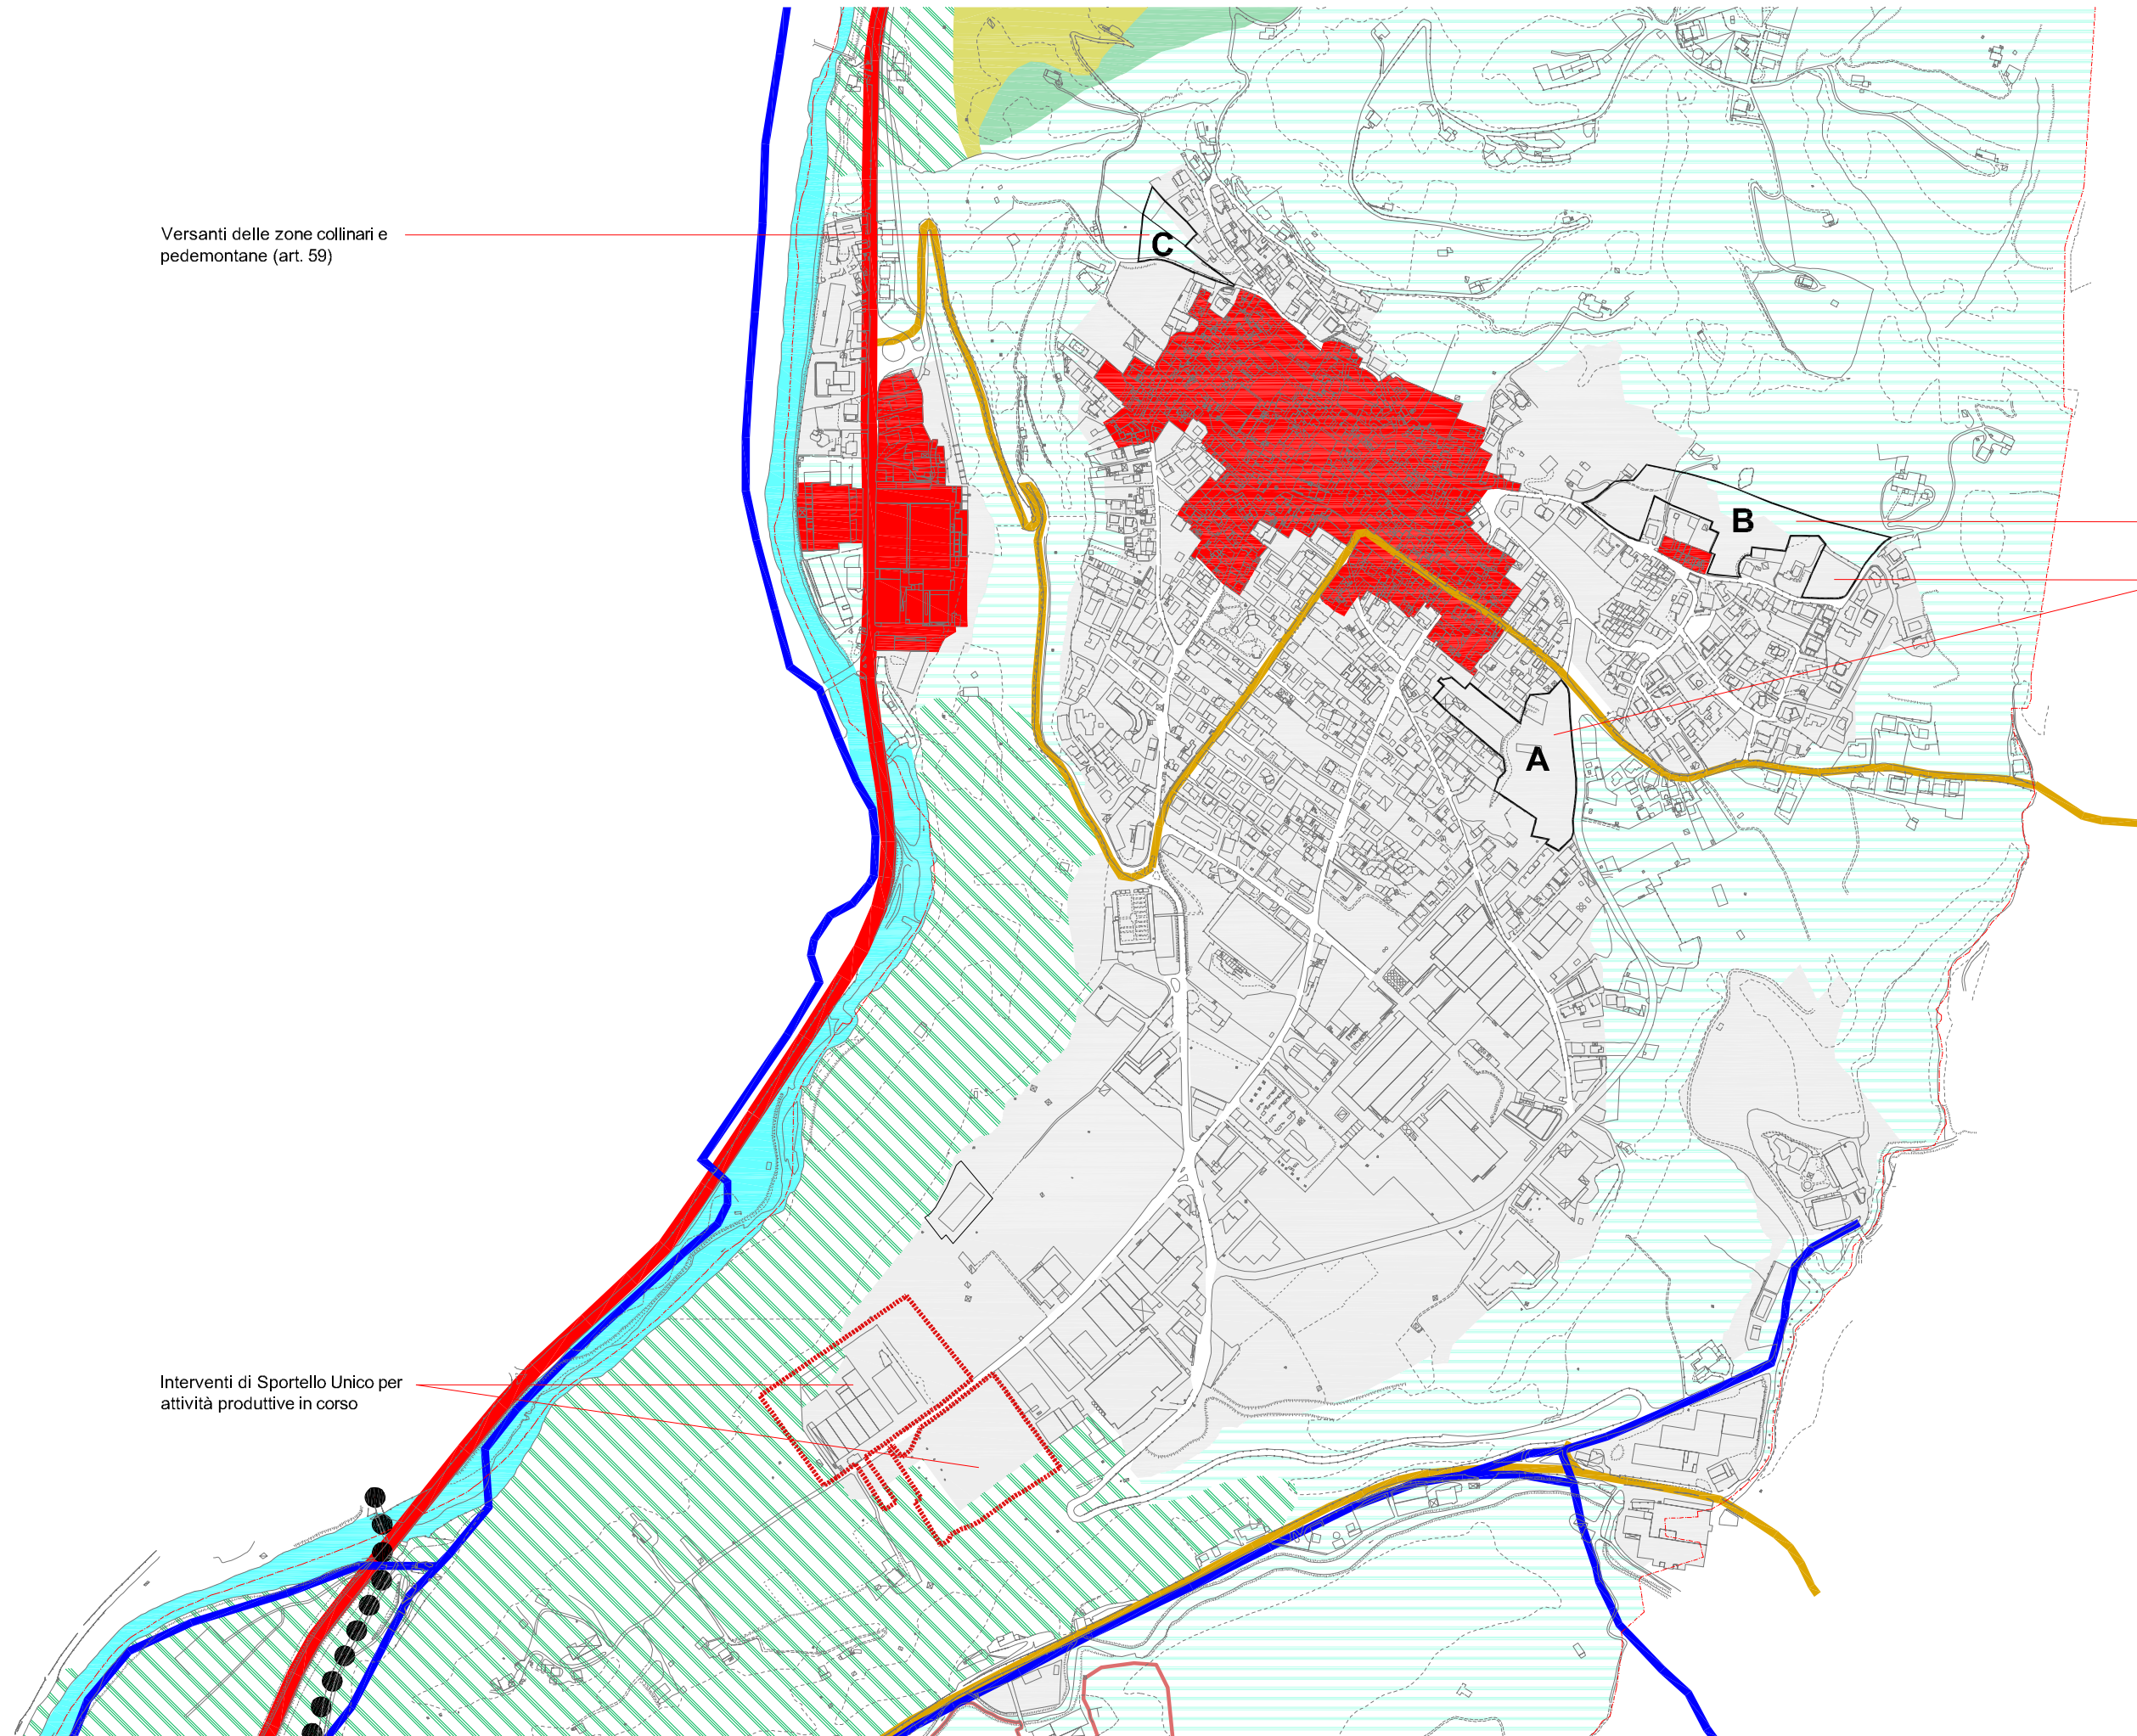 Versanti delle zone collinari e
pedemontane (art. 59)
C
B
A
Interventi di Sportello Unico per
attività produttive in corso